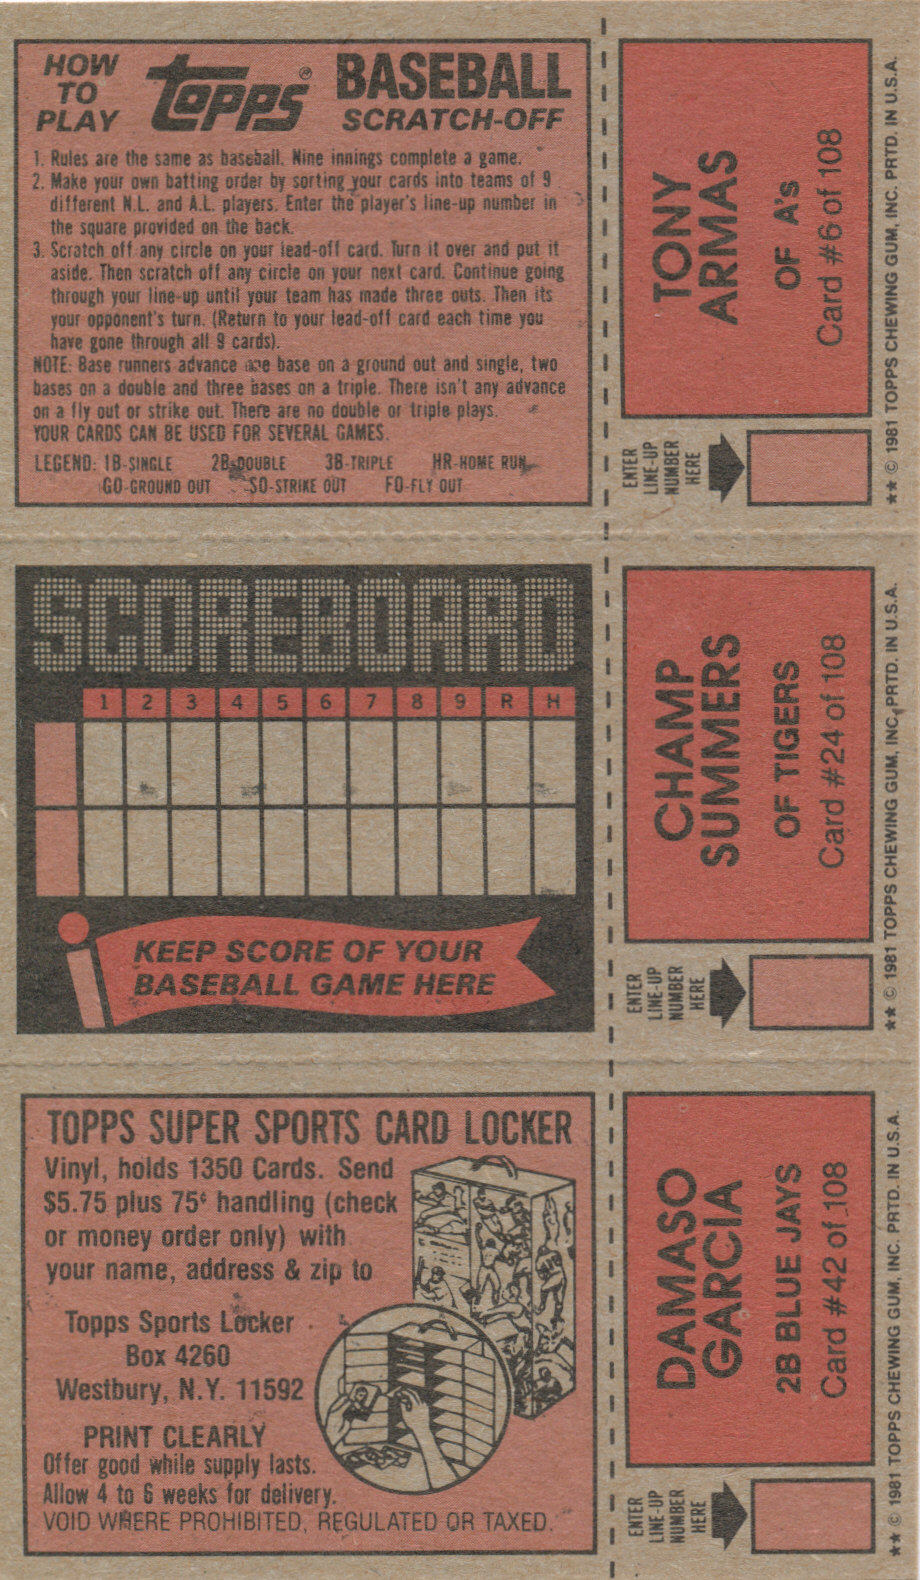 HOW
TO
PLAY
TOPPS®
BASEBALL
SCRATCH-OFF
1. Rules are the same as baseball. Nine innings complete a game.
2. Make your own batting order by sorting your cards into teams of 9
different N.L. and A.L. players. Enter the player's line-up number in
the square provided on the back.
3. Scratch off any circle on your lead-off card. Turn it over and put it
aside. Then scratch off any circle on your next card. Continue going
through your line-up until your team has made three outs. Then its
your opponent's turn. (Return to your lead-off card each time you
have gone through all 9 cards).
NOTE: Base runners advance one base on a ground out and single, two
bases on a double and three bases on a triple. There isn't any advance
on a fly out or strike out. There are no double or triple plays.
YOUR CARDS CAN BE USED FOR SEVERAL GAMES.
LEGEND: 1B-SINGLE 2B-DOUBLE 3B-TRIPLE HR-HOME RUN
GO-GROUND OUT SO-STRIKE OUT FO-FLY OUT
TONY
ARMAS
OF A's
Card #6 of 108
ENTER
LINE-UP
NUMBER
HERE
** © 1981 TOPPS CHEWING GUM, INC. PRTD. IN U.S.A.
SCOREBOARD
1 2 3 4 5 6 7 8 9 R H
KEEP SCORE OF YOUR
BASEBALL GAME HERE
CHAMP
SUMMERS
OF TIGERS
Card #24 of 108
ENTER
LINE-UP
NUMBER
HERE
** © 1981 TOPPS CHEWING GUM, INC. PRTD. IN U.S.A.
TOPPS SUPER SPORTS CARD LOCKER
Vinyl, holds 1350 Cards. Send
$5.75 plus 75¢ handling (check
or money order only) with
your name, address & zip to
Topps Sports Locker
Box 4260
Westbury, N.Y. 11592
PRINT CLEARLY
Offer good while supply lasts.
Allow 4 to 6 weeks for delivery.
VOID WHERE PROHIBITED, REGULATED OR TAXED.
DAMASO
GARCIA
2B BLUE JAYS
Card #42 of 108
ENTER
LINE-UP
NUMBER
HERE
** © 1981 TOPPS CHEWING GUM, INC. PRTD. IN U.S.A.